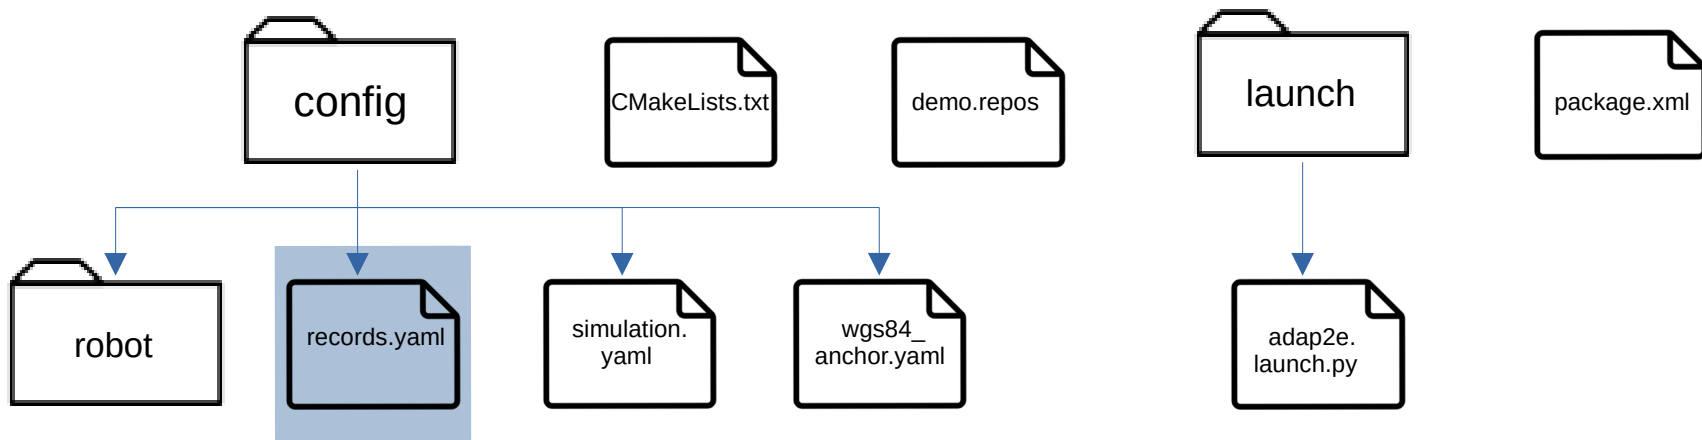 config
CMakeLists.txt
demo.repos
launch
package.xml
robot
records.yaml
simulation.
yaml
wgs84_
anchor.yaml
adap2e.
launch.py